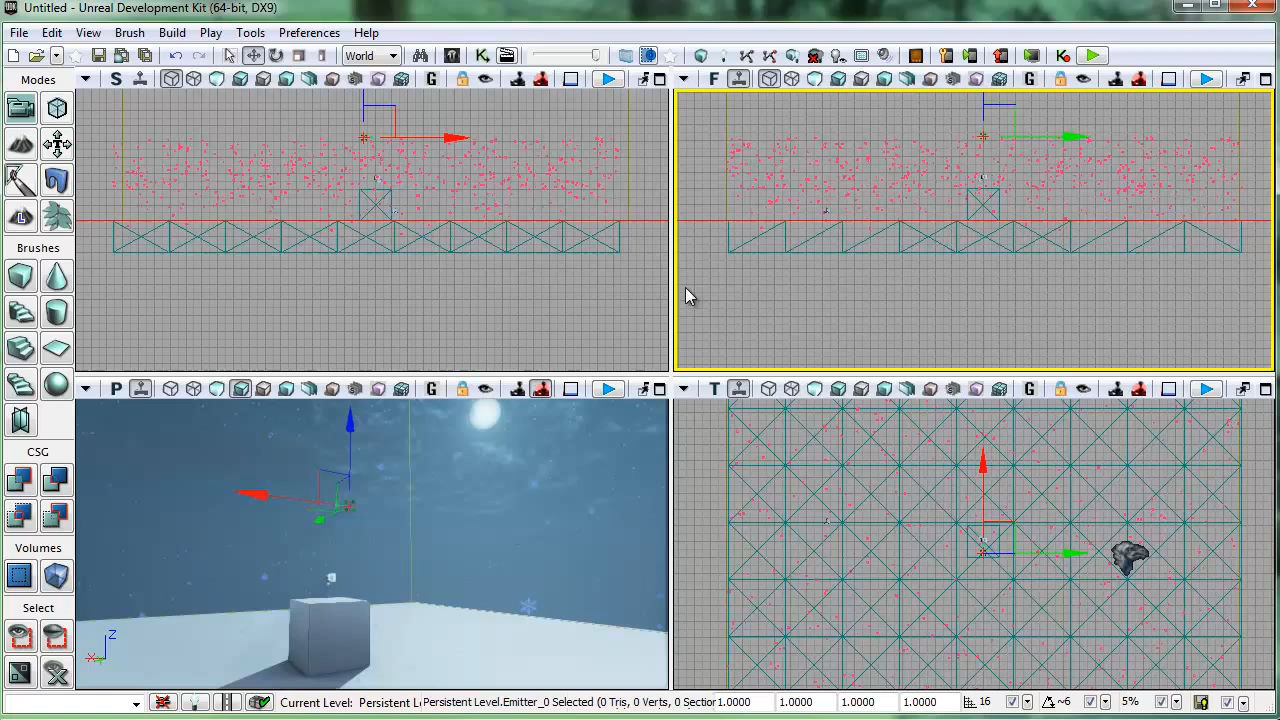 Untitled - Unreal Development Kit (64-bit, DX9)
File Edit View Brush Build Play Tools Preferences Help
World
Modes
S G
F G
L
Brushes
P G
T G
CSG
Volumes
Select
Z
X
Current Level: Persistent L Persistent Level.Emitter_0 Selected (0 Tris, 0 Verts, 0 Section 1.0000 1.0000 1.0000 1.0000 16 ~6 5%